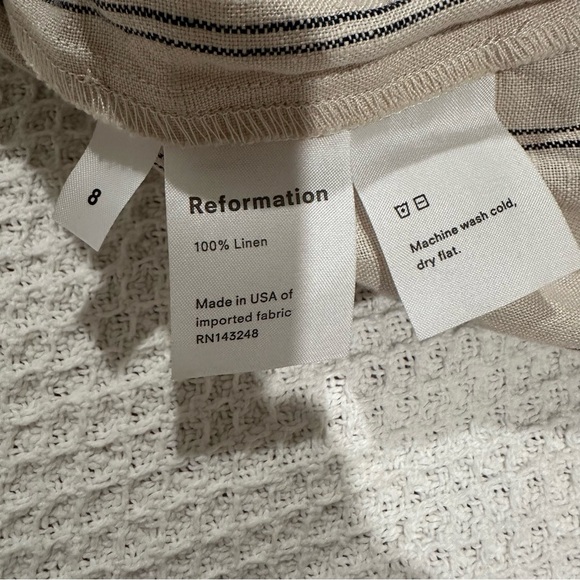 8
Reformation
100% Linen
Made in USA of
imported fabric
RN143248
Machine wash cold,
dry flat.